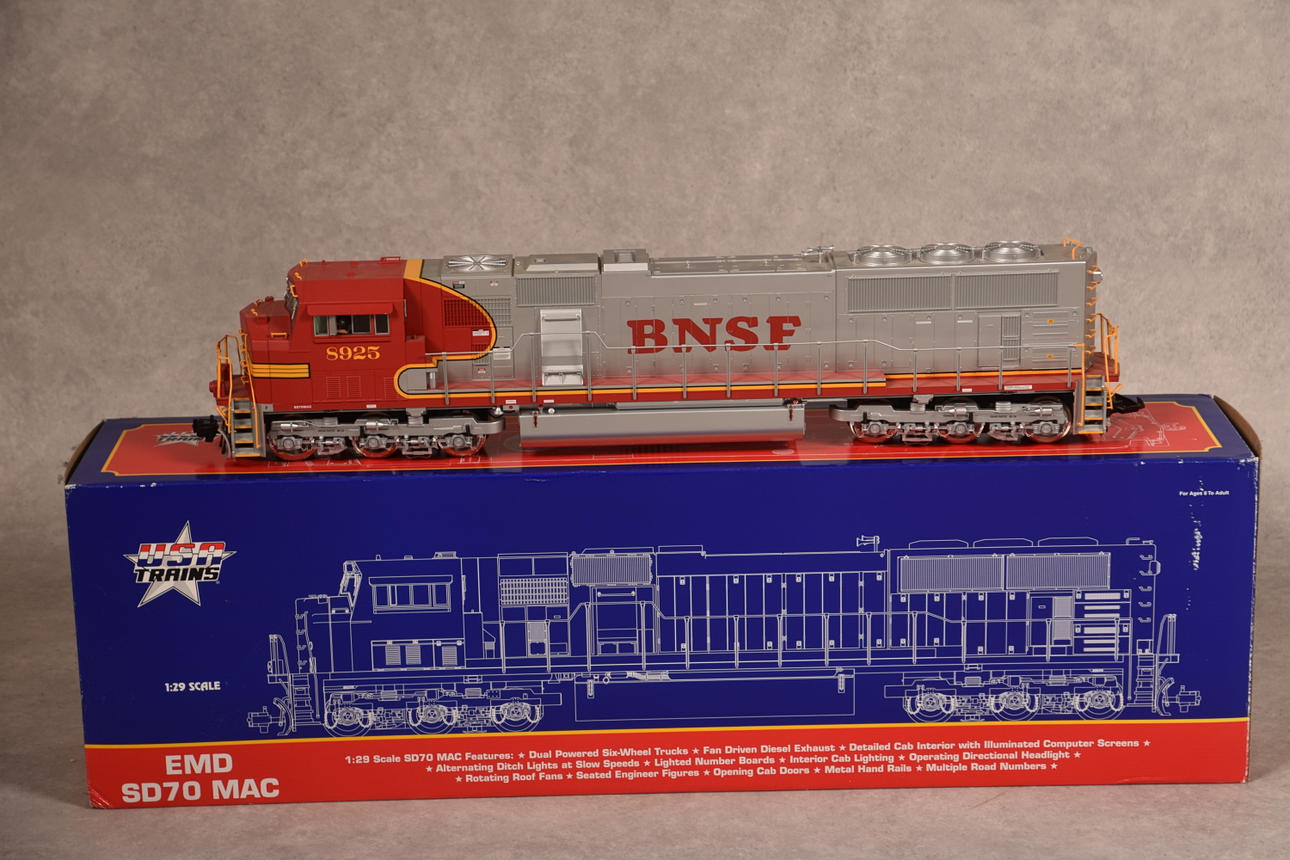 BNSF
8925
USA
TRAINS
For Ages 8 To Adult
USA
TRAINS
1:29 SCALE
EMD
SD70 MAC
1:29 Scale SD70 MAC Features: ★ Dual Powered Six-Wheel Trucks ★ Fan Driven Diesel Exhaust ★ Detailed Cab Interior with Illuminated Computer Screens ★
★ Alternating Ditch Lights at Slow Speeds ★ Lighted Number Boards ★ Interior Cab Lighting ★ Operating Directional Headlight ★
★ Rotating Roof Fans ★ Seated Engineer Figures ★ Opening Cab Doors ★ Metal Hand Rails ★ Multiple Road Numbers ★